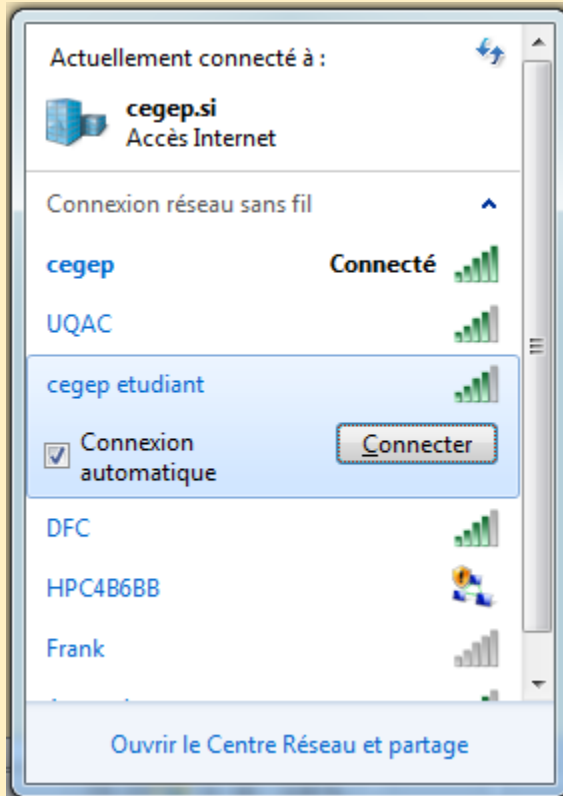 Actuellement connecté à :
cegep.si
Accès Internet
Connexion réseau sans fil
cegep Connecté
UQAC
cegep etudiant
Connexion automatique Connecter
DFC
HPC4B6BB
Frank
Ouvrir le Centre Réseau et partage